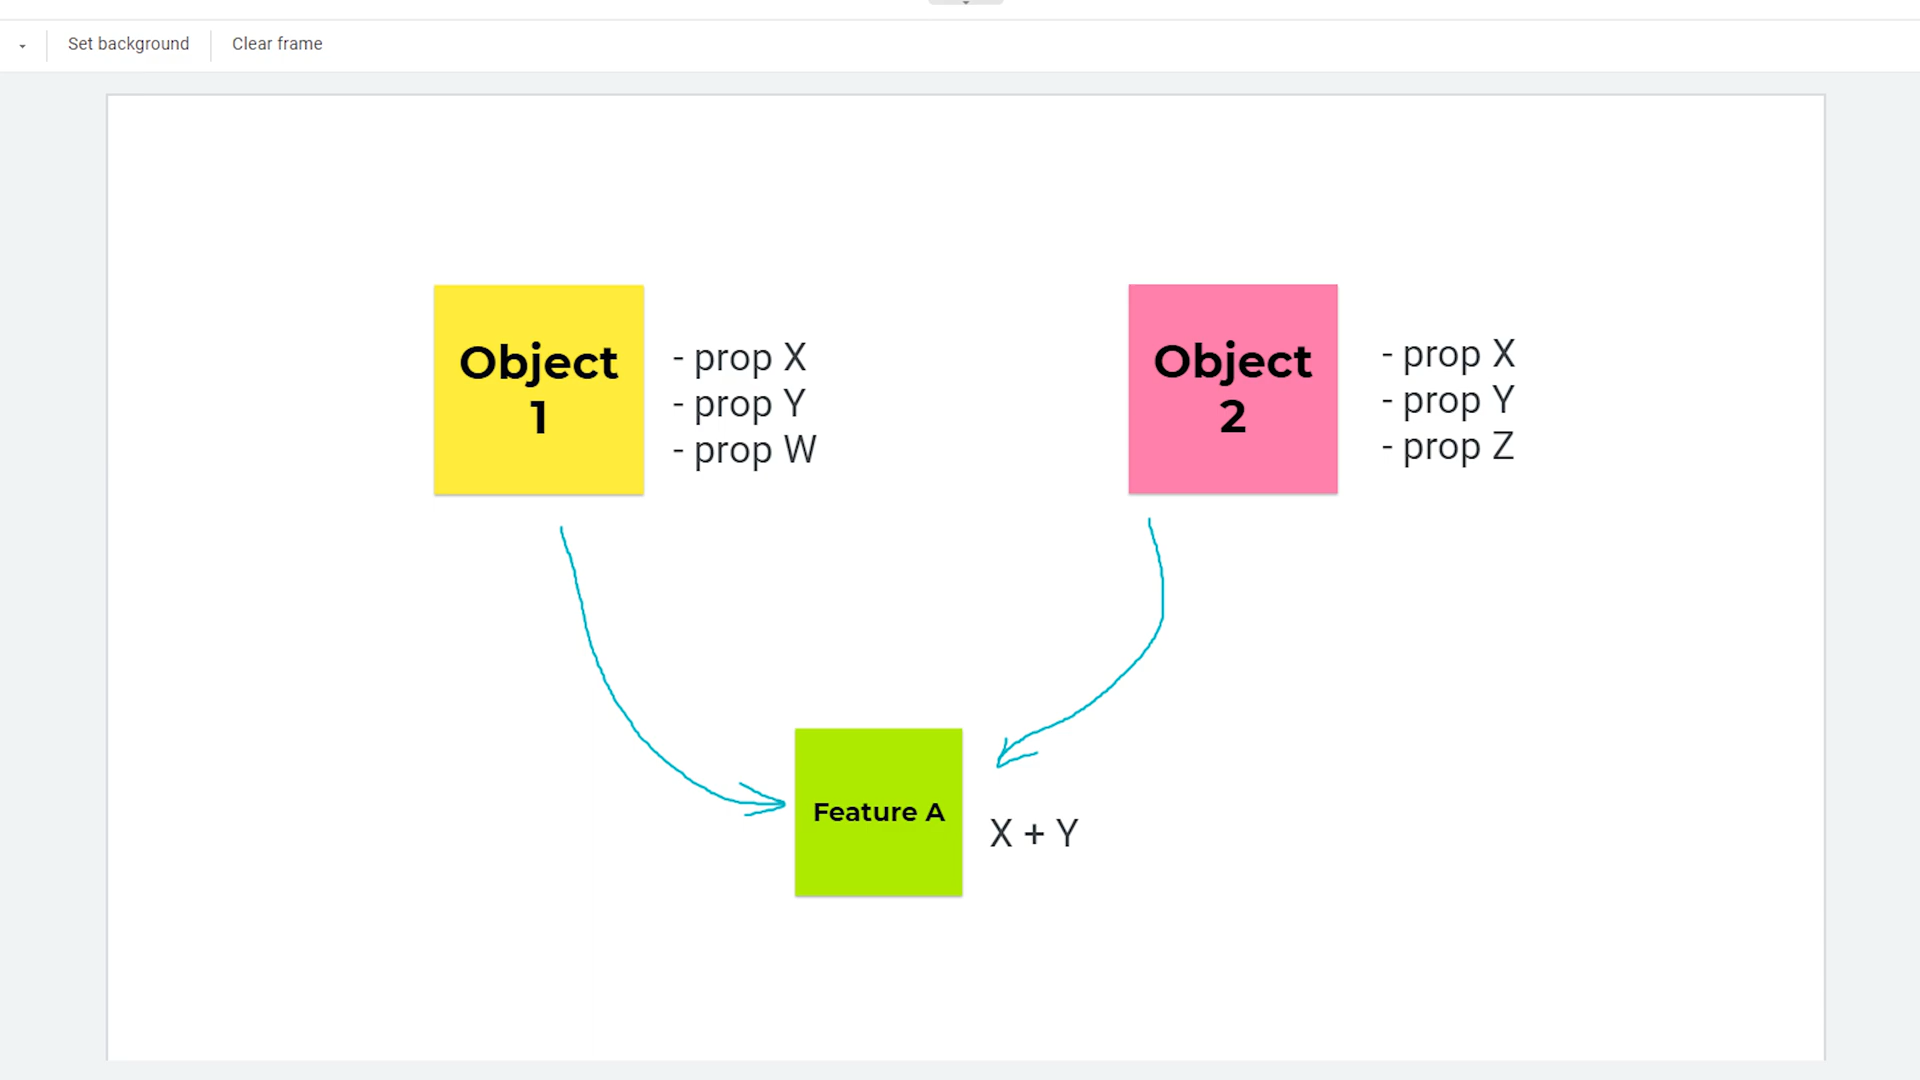 Set background
Clear frame
Object
1
- prop X
- prop Y
- prop W
Object
2
- prop X
- prop Y
- prop Z
Feature A
X + Y